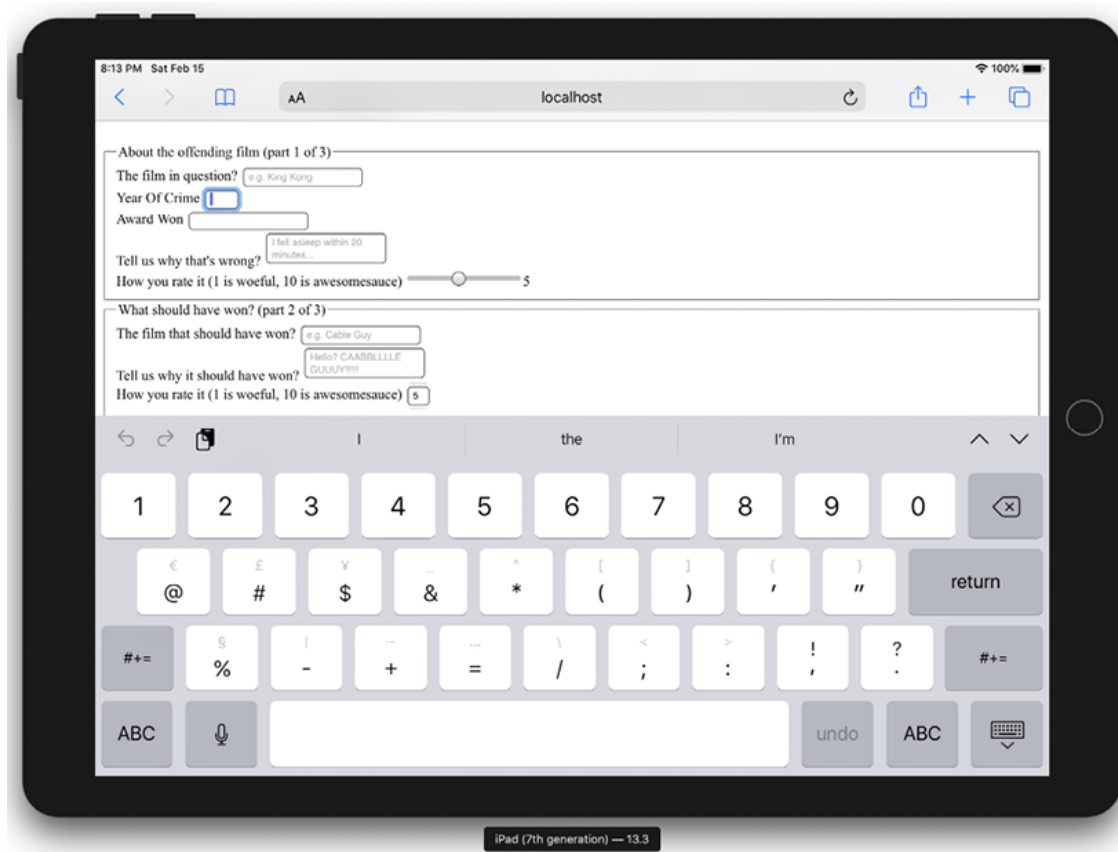 8:13 PM Sat Feb 15
100%
AA localhost
About the offending film (part 1 of 3)
The film in question? e.g. King Kong
Year Of Crime
Award Won
I fell asleep within 20
minutes...
Tell us why that's wrong?
How you rate it (1 is woeful, 10 is awesomesauce) 5
What should have won? (part 2 of 3)
The film that should have won? e.g. Cable Guy
Hello? CAABBLLLLE
GUUUY!!!!!
Tell us why it should have won?
How you rate it (1 is woeful, 10 is awesomesauce) 5
I the I'm
1 2 3 4 5 6 7 8 9 0
€ £ ¥ _ ^ [ ] { }
@ # $ & * ( ) ' " return
§ | ~ … \ < > ! ?
#+= % - + = / ; : , . #+=
ABC undo ABC
iPad (7th generation) — 13.3